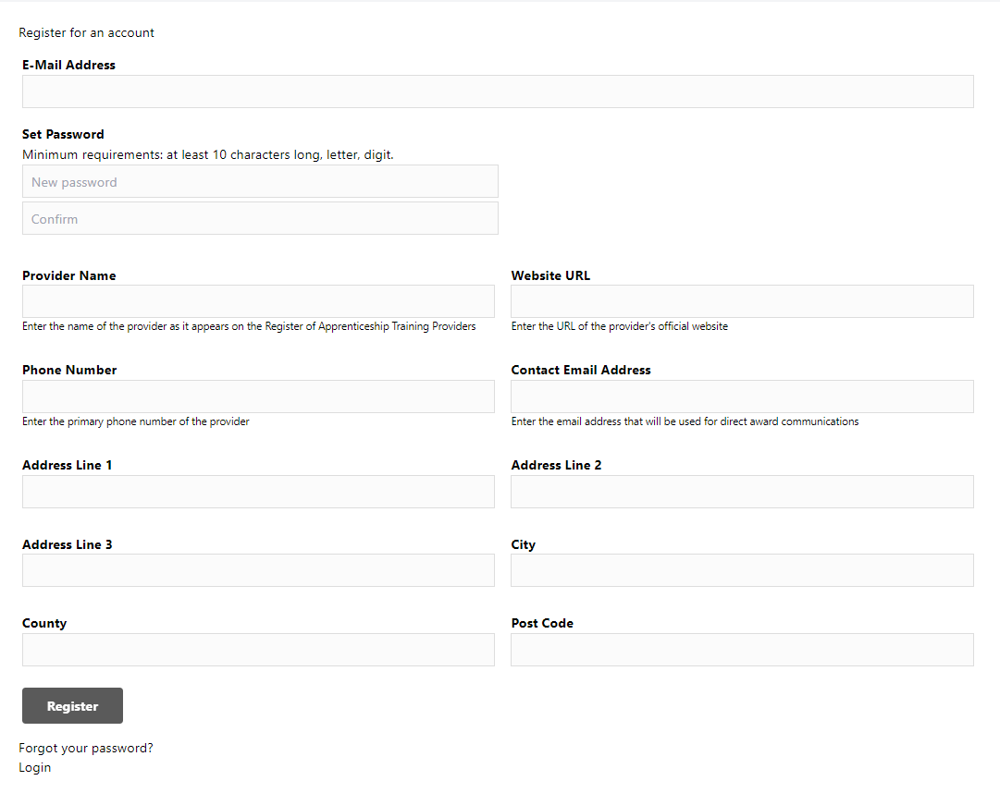 Register for an account
E-Mail Address
Set Password
Minimum requirements: at least 10 characters long, letter, digit.
New password
Confirm
Provider Name
Website URL
Enter the name of the provider as it appears on the Register of Apprenticeship Training Providers
Enter the URL of the provider's official website
Phone Number
Contact Email Address
Enter the primary phone number of the provider
Enter the email address that will be used for direct award communications
Address Line 1
Address Line 2
Address Line 3
City
County
Post Code
Register
Forgot your password?
Login